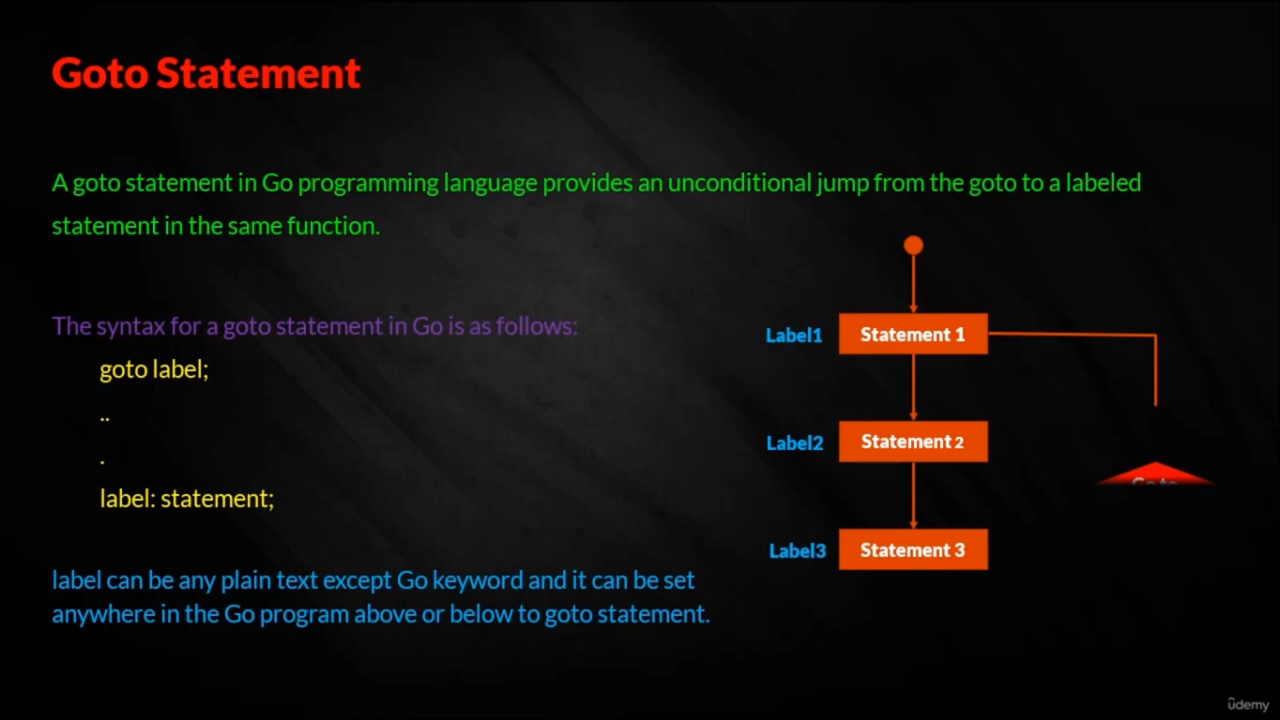 Goto Statement
A goto statement in Go programming language provides an unconditional jump from the goto to a labeled
statement in the same function.
The syntax for a goto statement in Go is as follows:
goto label;
..
.
label: statement;
label can be any plain text except Go keyword and it can be set
anywhere in the Go program above or below to goto statement.
Label1
Statement 1
Label2
Statement 2
Label3
Statement 3
ûdemy